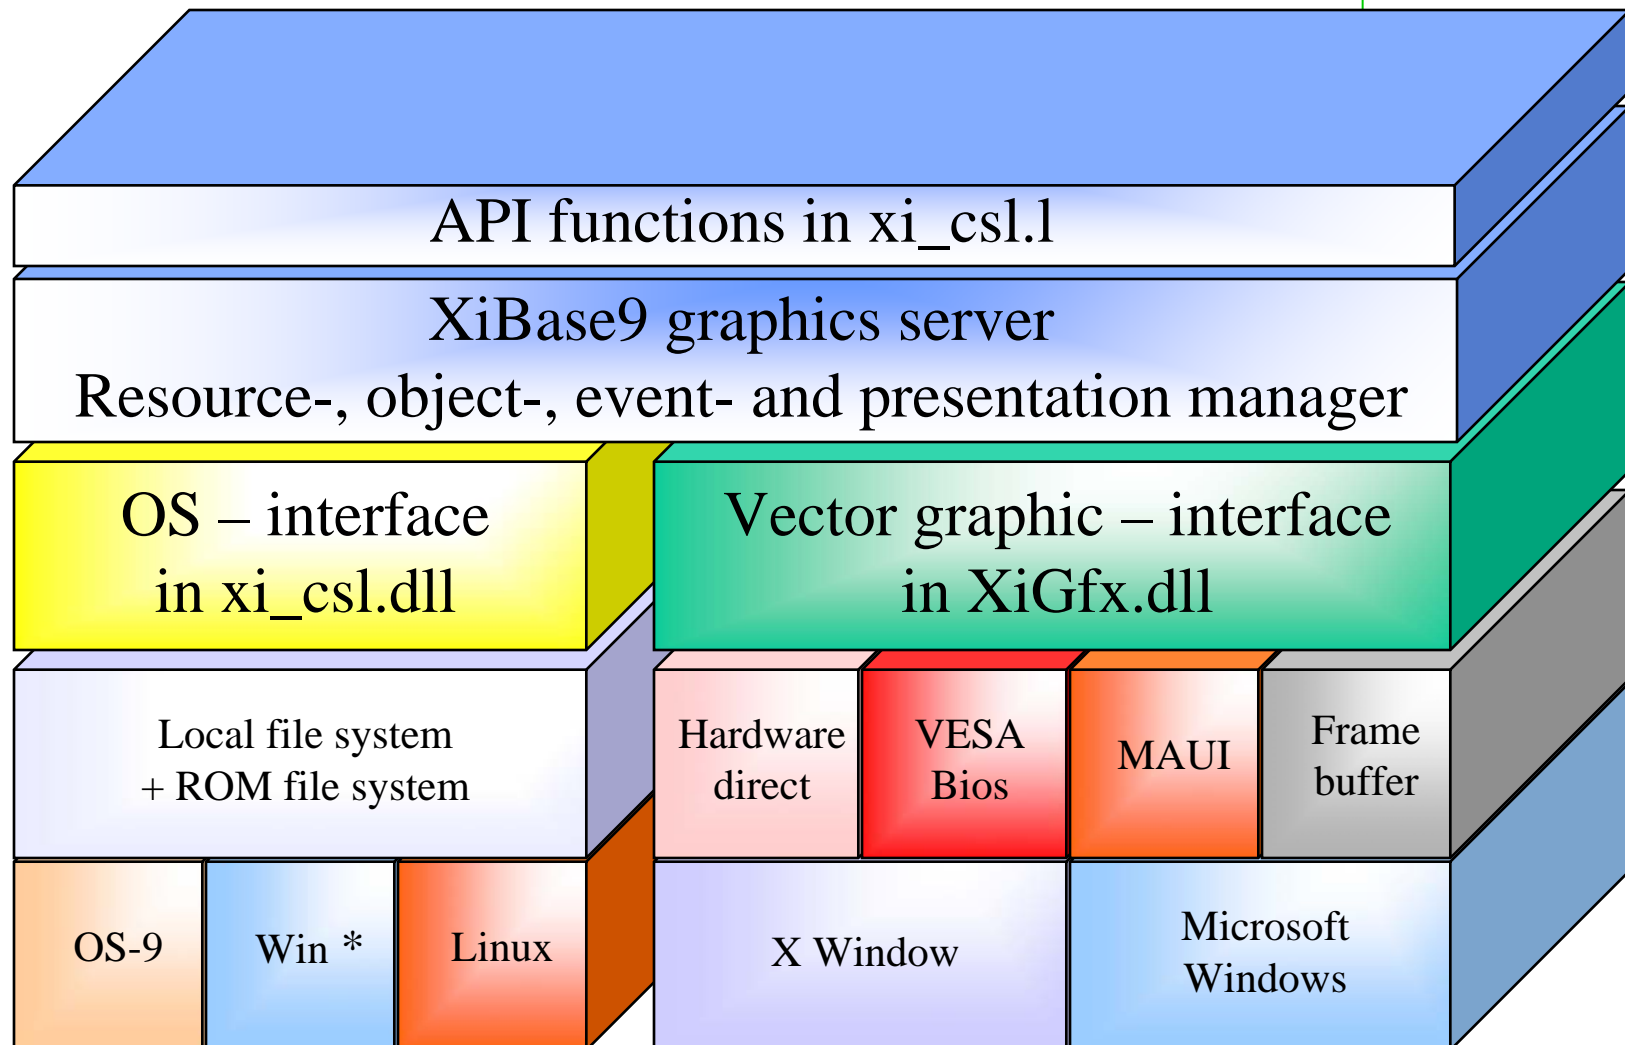 API functions in xi_csl.l
XiBase9 graphics server
Resource-, object-, event- and presentation manager
OS – interface
in xi_csl.dll
Vector graphic – interface
in XiGfx.dll
Local file system
+ ROM file system
Hardware
direct
VESA
Bios
MAUI
Frame
buffer
OS-9
Win *
Linux
X Window
Microsoft
Windows